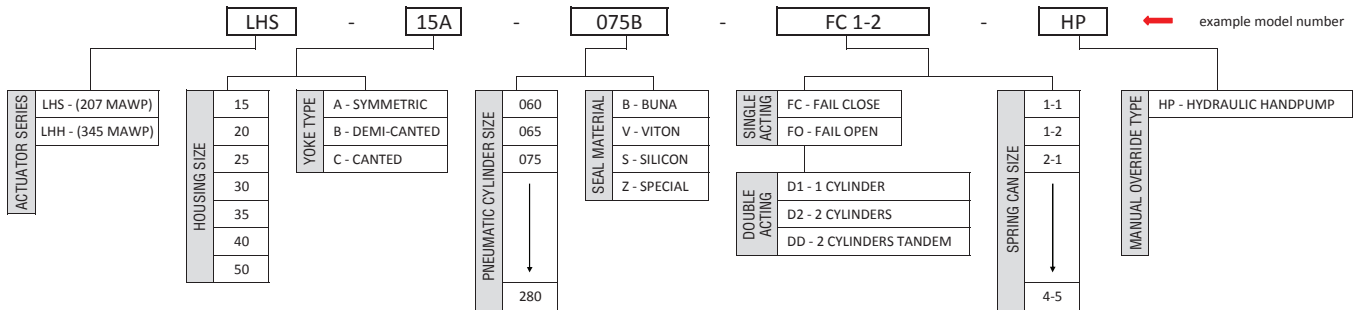 LHS - 15A - 075B - FC 1-2 - HP example model number
ACTUATOR SERIES
LHS - (207 MAWP)
LHH - (345 MAWP)
HOUSING SIZE
15
20
25
30
35
40
50
YOKE TYPE
A - SYMMETRIC
B - DEMI-CANTED
C - CANTED
PNEUMATIC CYLINDER SIZE
060
065
075
280
SEAL MATERIAL
B - BUNA
V - VITON
S - SILICON
Z - SPECIAL
SINGLE
ACTING
FC - FAIL CLOSE
FO - FAIL OPEN
DOUBLE
ACTING
D1 - 1 CYLINDER
D2 - 2 CYLINDERS
DD - 2 CYLINDERS TANDEM
SPRING CAN SIZE
1-1
1-2
2-1
4-5
MANUAL OVERRIDE TYPE
HP - HYDRAULIC HANDPUMP